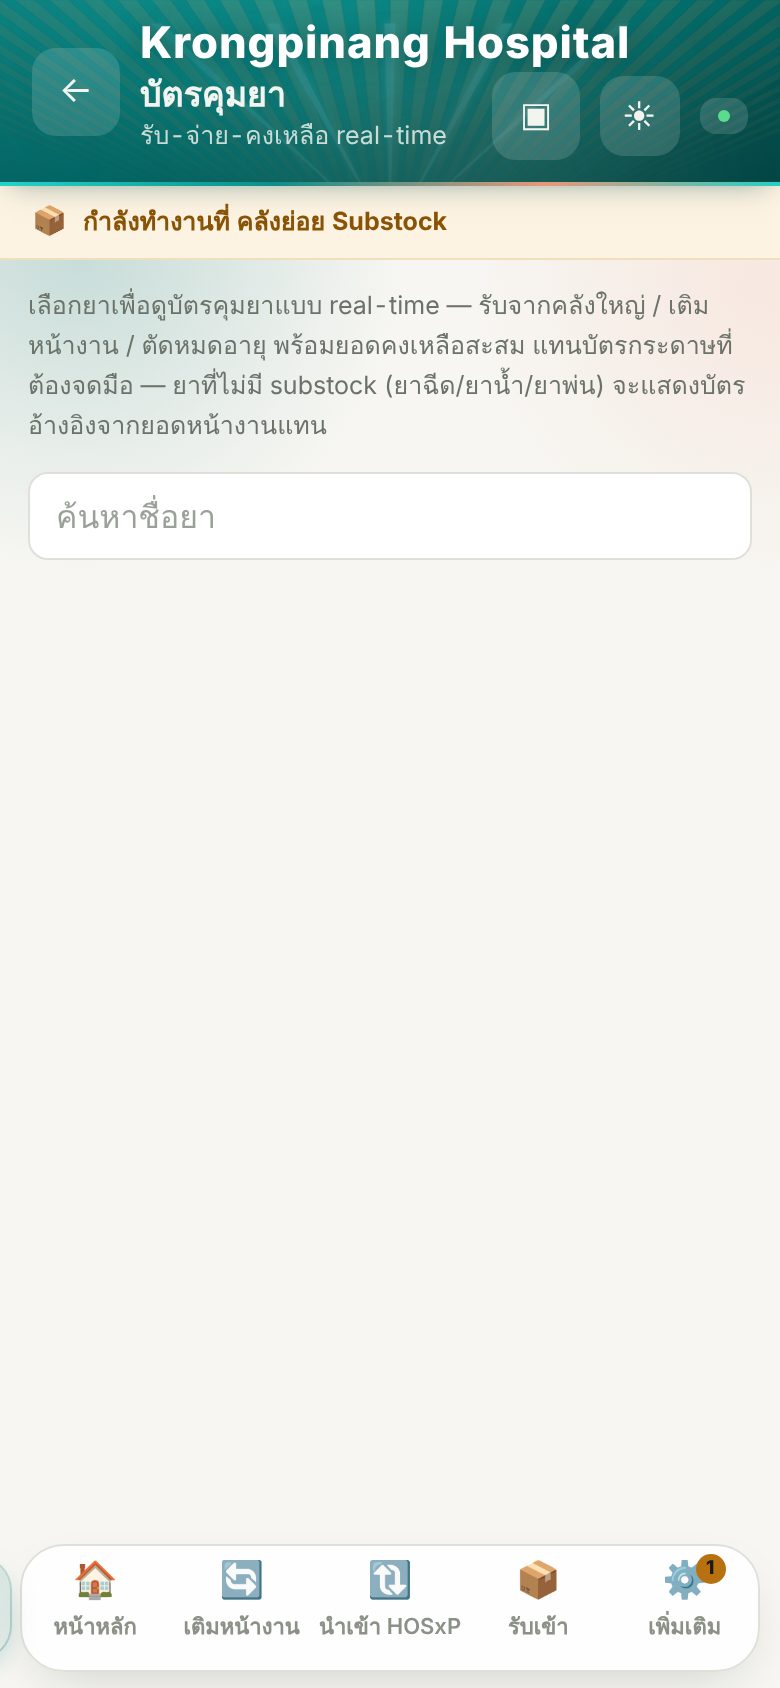 Krongpinang Hospital
บัตรคุมยา
รับ-จ่าย-คงเหลือ real-time
กำลังทำงานที่ คลังย่อย Substock
เลือกยาเพื่อดูบัตรคุมยาแบบ real-time — รับจากคลังใหญ่ / เติม
หน้างาน / ตัดหมดอายุ พร้อมยอดคงเหลือสะสม แทนบัตรกระดาษที่
ต้องจดมือ — ยาที่ไม่มี substock (ยาฉีด/ยาน้ำ/ยาพ่น) จะแสดงบัตร
อ้างอิงจากยอดหน้างานแทน
ค้นหาชื่อยา
1
หน้าหลัก
เติมหน้างาน
นำเข้า HOSxP
รับเข้า
เพิ่มเติม